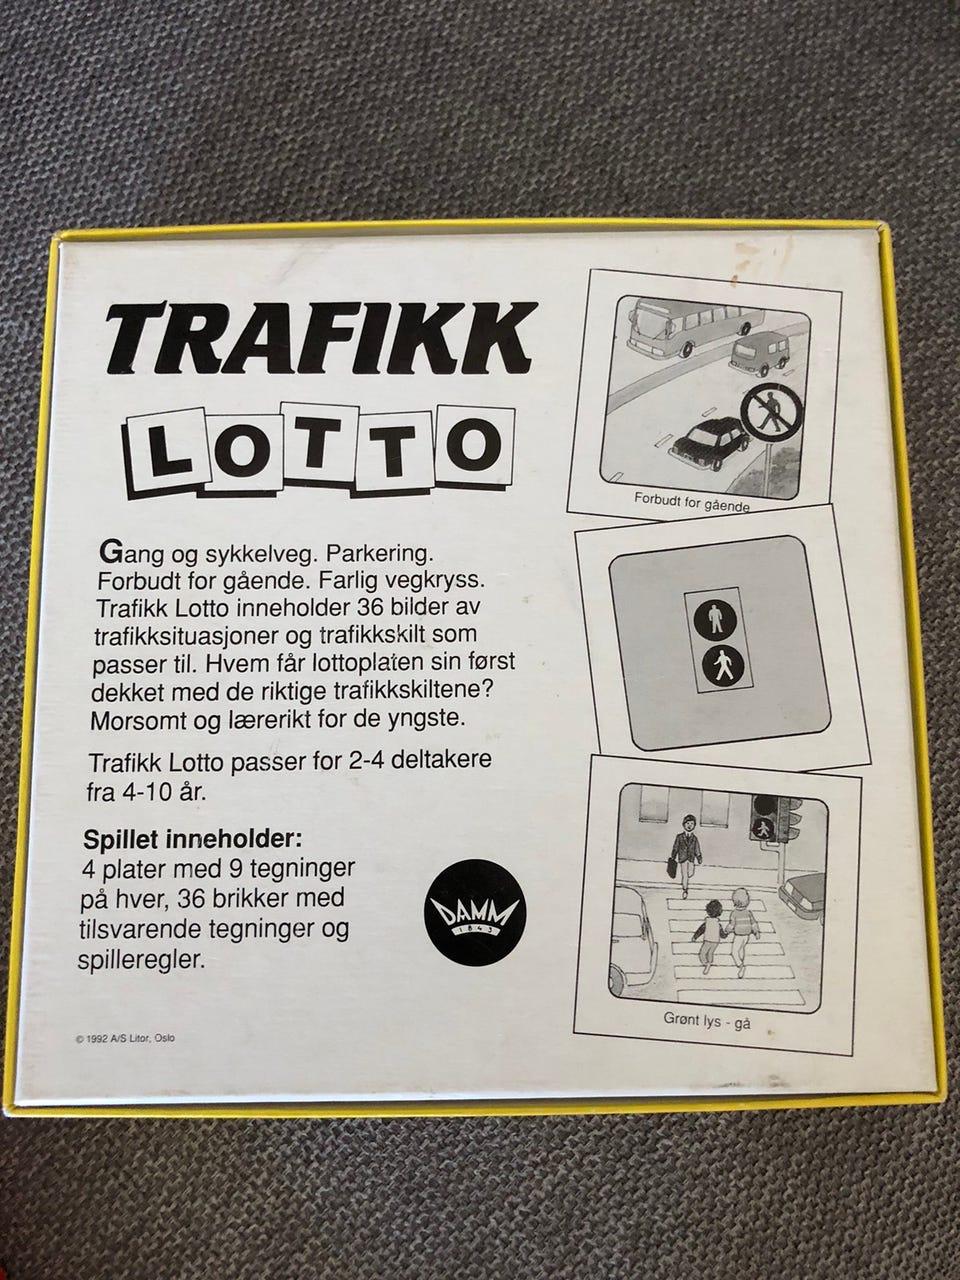 TRAFIKK
LOTTO
Gang og sykkelveg. Parkering.
Forbudt for gående. Farlig vegkryss.
Trafikk Lotto inneholder 36 bilder av
trafikksituasjoner og trafikkskilt som
passer til. Hvem får lottoplaten sin først
dekket med de riktige trafikkskiltene?
Morsomt og lærerikt for de yngste.
Trafikk Lotto passer for 2-4 deltakere
fra 4-10 år.
Spillet inneholder:
4 plater med 9 tegninger
på hver, 36 brikker med
tilsvarende tegninger og
spilleregler.
DAMM
1843
© 1992 A/S Litor, Oslo
Forbudt for gående
Grønt lys - gå